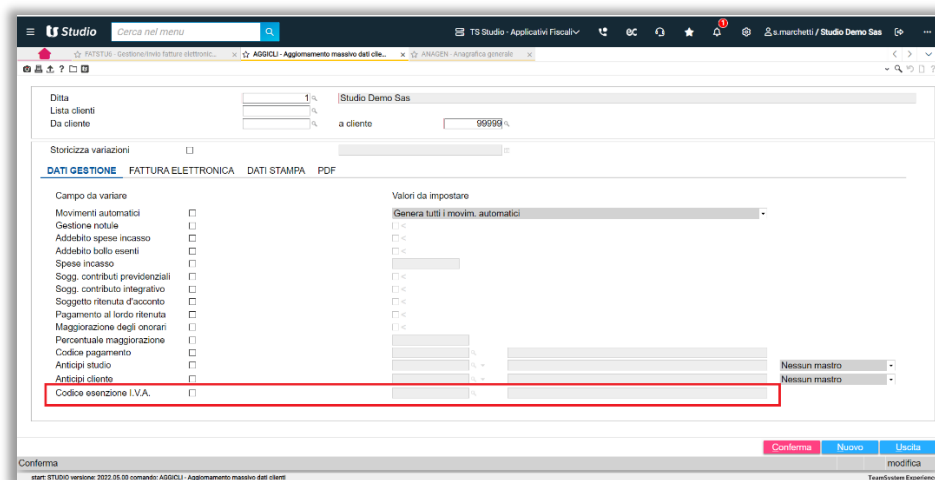 Studio Cerca nel menu TS Studio - Applicativi Fiscali 1 s.marchetti / Studio Demo Sas
FATSTU6 - Gestione/Invio fatture elettronic... x AGGICLI - Aggiornamento massivo dati clie... x ANAGEN - Anagrafica generale x
Ditta 1 Studio Demo Sas
Lista clienti
Da cliente a cliente 99999
Storicizza variazioni
DATI GESTIONE FATTURA ELETTRONICA DATI STAMPA PDF
Campo da variare Valori da impostare
Movimenti automatici Genera tutti i movim. automatici
Gestione notule <
Addebito spese incasso <
Addebito bollo esenti <
Spese incasso
Sogg. contributi previdenziali <
Sogg. contributo integrativo <
Soggetto ritenuta d'acconto <
Pagamento al lordo ritenuta <
Maggiorazione degli onorari <
Percentuale maggiorazione
Codice pagamento
Anticipi studio Nessun mastro
Anticipi cliente Nessun mastro
Codice esenzione I.V.A.
Conferma Nuovo Uscita
Conferma modifica
start: STUDIO versione: 2022.05.00 comando: AGGICLI - Aggiornamento massivo dati clienti TeamSystem Experience